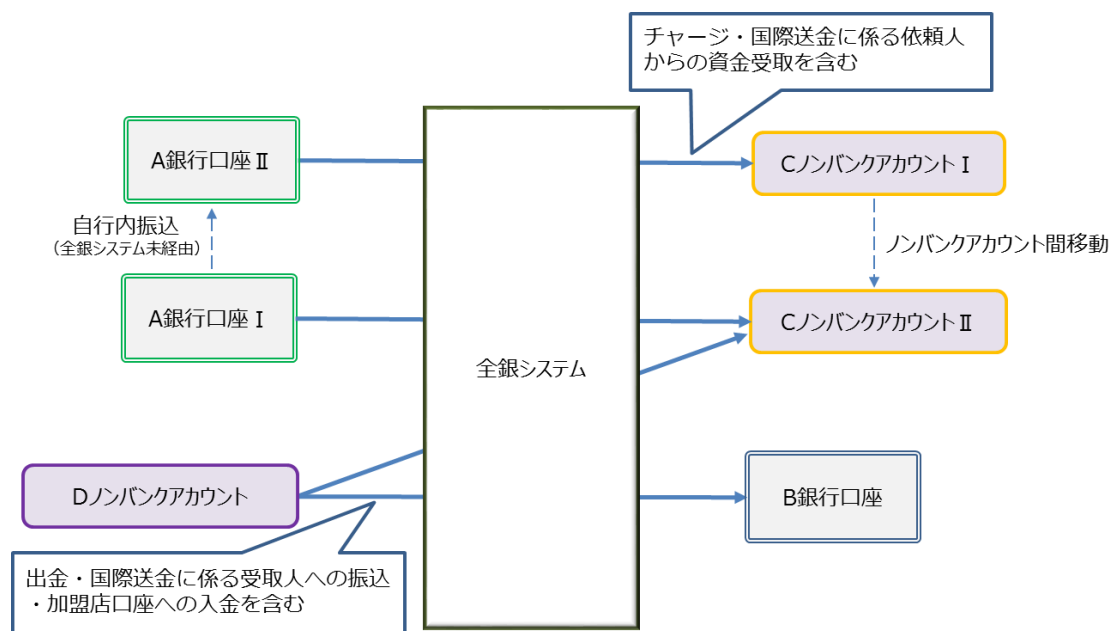 チャージ・国際送金に係る依頼人
からの資金受取を含む
A銀行口座Ⅱ
CノンバンクアカウントⅠ
自行内振込
（全銀システム未経由）
ノンバンクアカウント間移動
A銀行口座Ⅰ
CノンバンクアカウントⅡ
全銀システム
Dノンバンクアカウント
B銀行口座
出金・国際送金に係る受取人への振込
・加盟店口座への入金を含む